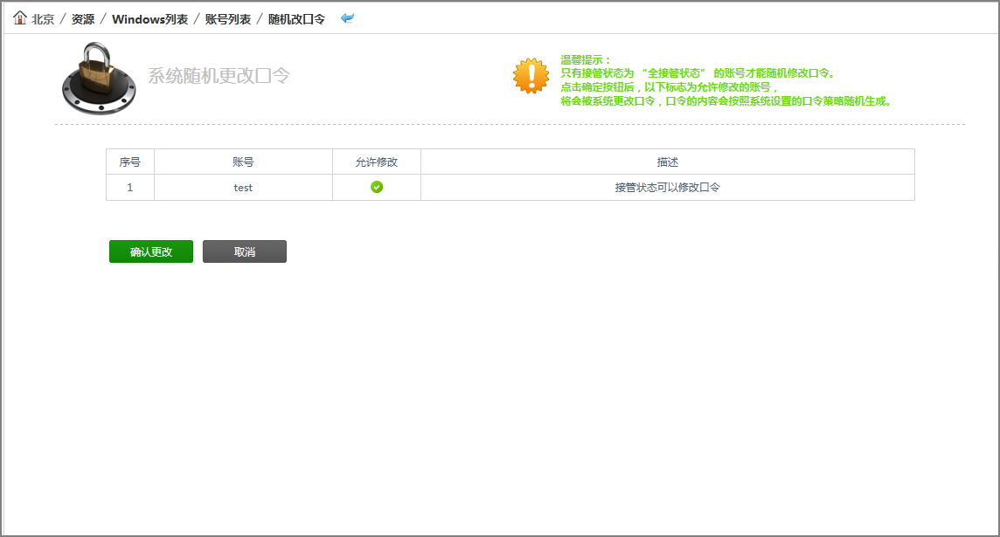 北京 / 资源 / Windows列表 / 账号列表 / 随机改口令
系统随机更改口令
温馨提示：
只有接管状态为 “全接管状态” 的账号才能随机修改口令。
点击确定按钮后，以下标志为允许修改的账号，
将会被系统更改口令，口令的内容会按照系统设置的口令策略随机生成。
序号 账号 允许修改 描述
1 test 接管状态可以修改口令
确认更改 取消